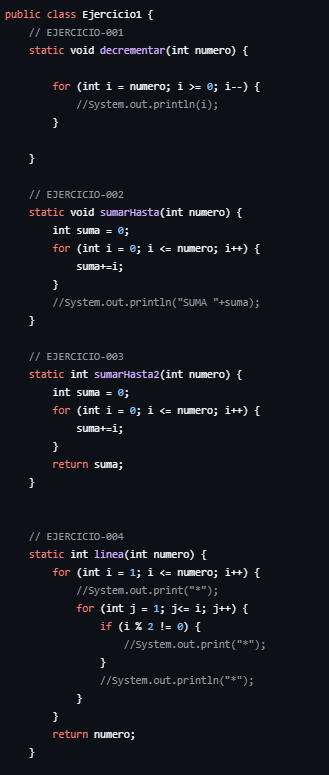 public class Ejercicio1 {
// EJERCICIO-001
static void decrementar(int numero) {
for (int i = numero; i >= 0; i--) {
//System.out.println(i);
}
}
// EJERCICIO-002
static void sumarHasta(int numero) {
int suma = 0;
for (int i = 0; i <= numero; i++) {
suma+=i;
}
//System.out.println("SUMA "+suma);
}
// EJERCICIO-003
static int sumarHasta2(int numero) {
int suma = 0;
for (int i = 0; i <= numero; i++) {
suma+=i;
}
return suma;
}
// EJERCICIO-004
static int linea(int numero) {
for (int i = 1; i <= numero; i++) {
//System.out.print("*");
for (int j = 1; j<= i; j++) {
if (i % 2 != 0) {
//System.out.print("*");
}
//System.out.println("*");
}
}
return numero;
}